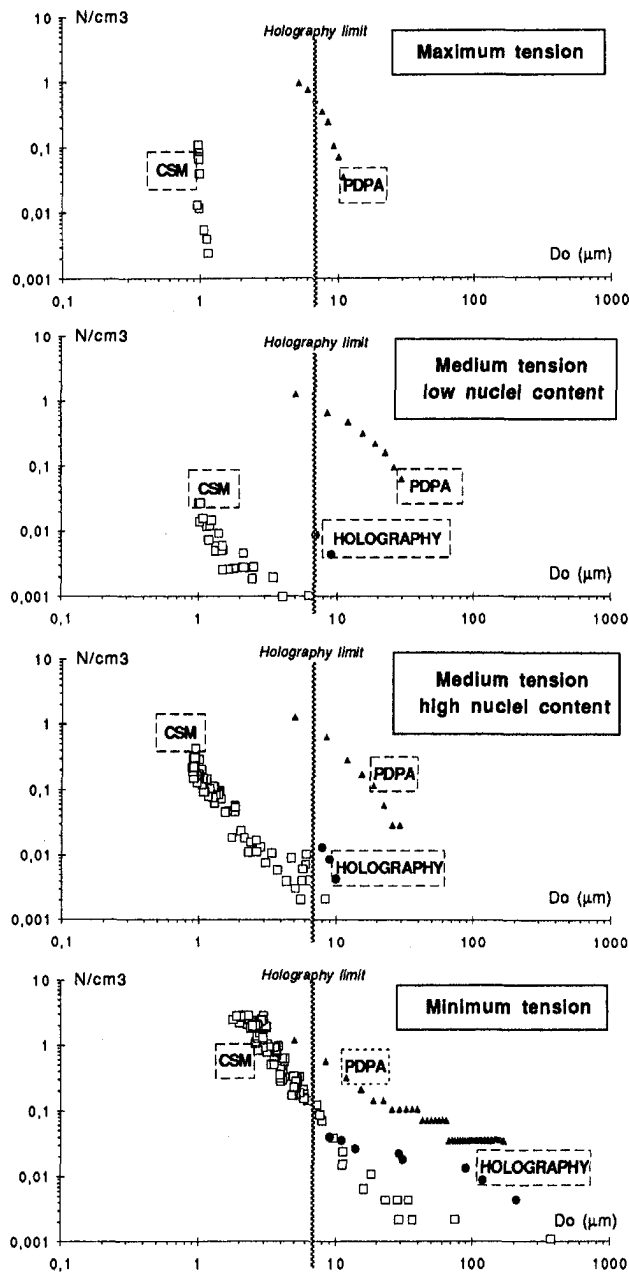 N/cm3
Holography limit
Maximum tension
10
1
0,1
CSM
PDPA
0,01
Do (µm)
0,001
0,1
1
10
100
1000
N/cm3
Holography limit
Medium tension
low nuclei content
10
1
0,1
CSM
PDPA
0,01
HOLOGRAPHY
Do (µm)
0,001
0,1
1
10
100
1000
N/cm3
Holography limit
Medium tension
high nuclei content
10
1
CSM
PDPA
0,1
0,01
HOLOGRAPHY
Do (µm)
0,001
0,1
1
10
100
1000
N/cm3
Holography limit
Minimum tension
10
1
CSM
PDPA
0,1
0,01
HOLOGRAPHY
Do (µm)
0,001
0,1
1
10
100
1000